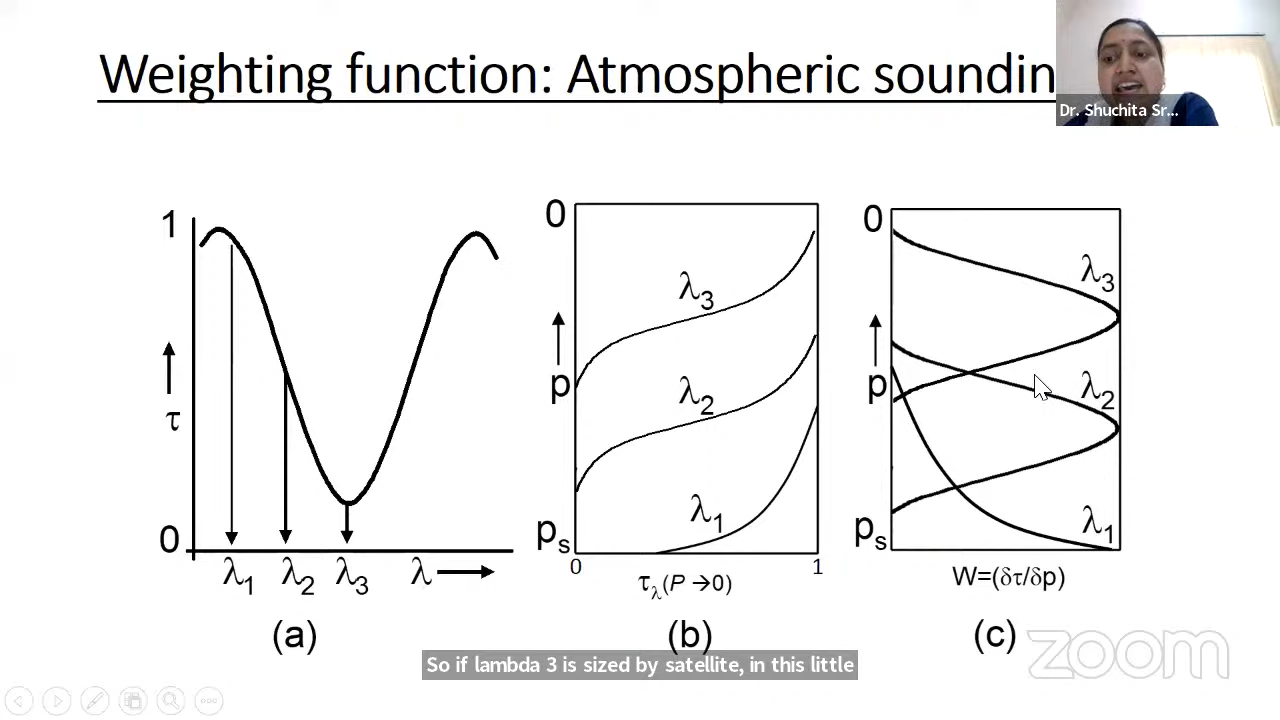 Weighting function: Atmospheric soundin
Dr. Shuchita Sr...
1
τ
0
λ1 λ2 λ3 λ
(a)
0
p
ps
λ3
λ2
λ1
0 1
τλ(P →0)
(b)
0
p
ps
λ3
λ2
λ1
W=(δτ/δp)
(c)
zoom
So if lambda 3 is sized by satellite, in this little